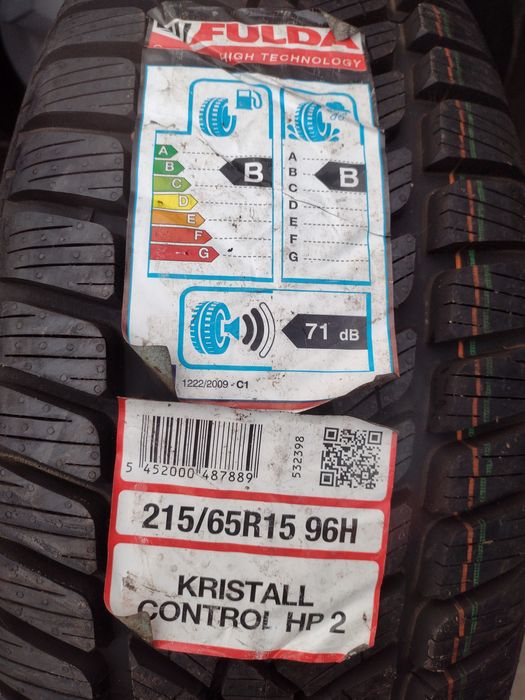 FULDA
HIGH TECHNOLOGY
A
B
C
D
E
F
G
B
A
B
C
D
E
F
G
B
71 dB
1222/2009 - C1
5 452000 487889
532398
215/65R15 96H
KRISTALL
CONTROL HP 2